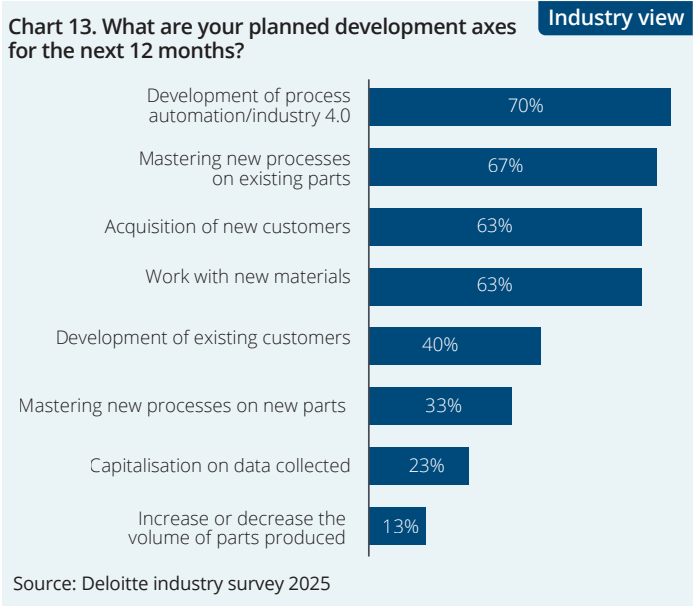 Chart 13. What are your planned development axes
for the next 12 months?
Industry view
Development of process
automation/industry 4.0
70%
Mastering new processes
on existing parts
67%
Acquisition of new customers
63%
Work with new materials
63%
Development of existing customers
40%
Mastering new processes on new parts
33%
Capitalisation on data collected
23%
Increase or decrease the
volume of parts produced
13%
Source: Deloitte industry survey 2025